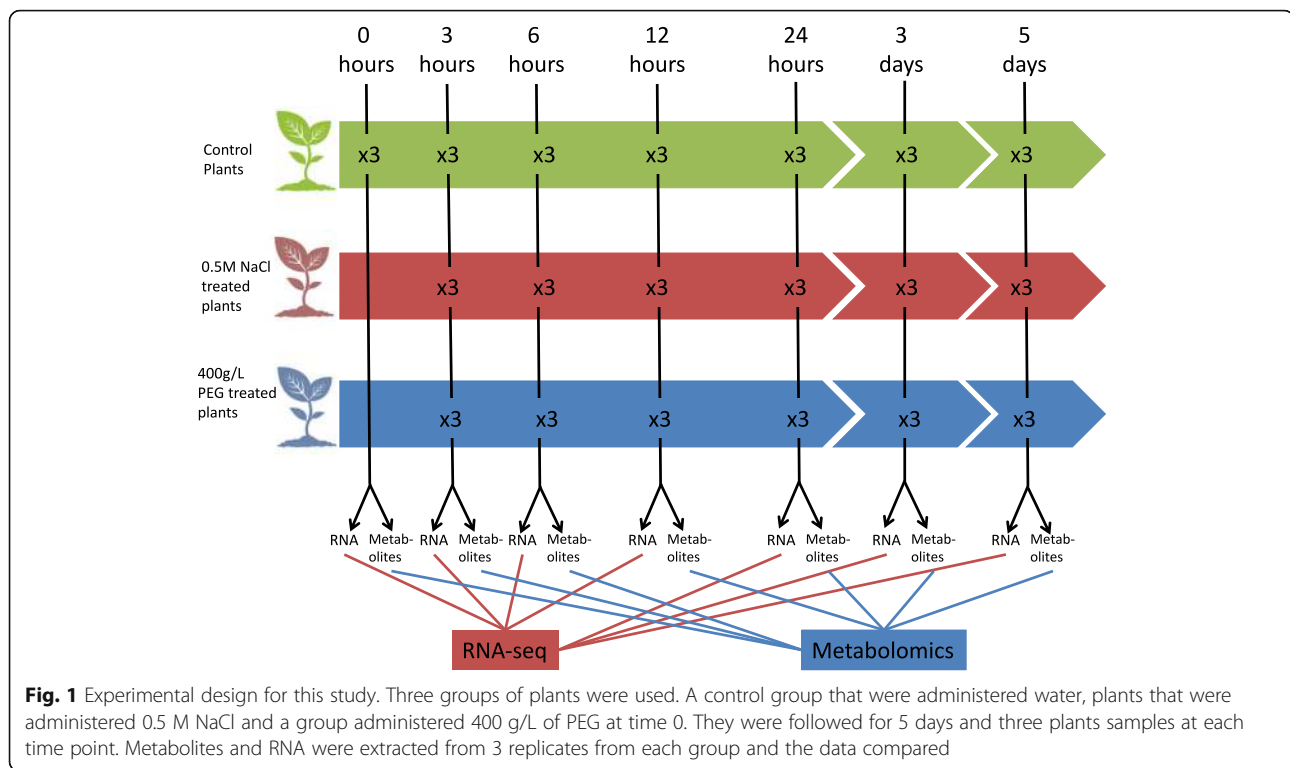 0 3 6 12 24 3 5
hours hours hours hours hours days days
Control
Plants
x3 x3 x3 x3 x3 x3 x3
0.5M NaCl
treated
plants
x3 x3 x3 x3 x3 x3
400g/L
PEG treated
plants
x3 x3 x3 x3 x3 x3
RNA Metab- RNA Metab- RNA Metab- RNA Metab- RNA Metab- RNA Metab- RNA Metab-
olites olites olites olites olites olites olites
RNA-seq Metabolomics
Fig. 1 Experimental design for this study. Three groups of plants were used. A control group that were administered water, plants that were
administered 0.5 M NaCl and a group administered 400 g/L of PEG at time 0. They were followed for 5 days and three plants samples at each
time point. Metabolites and RNA were extracted from 3 replicates from each group and the data compared